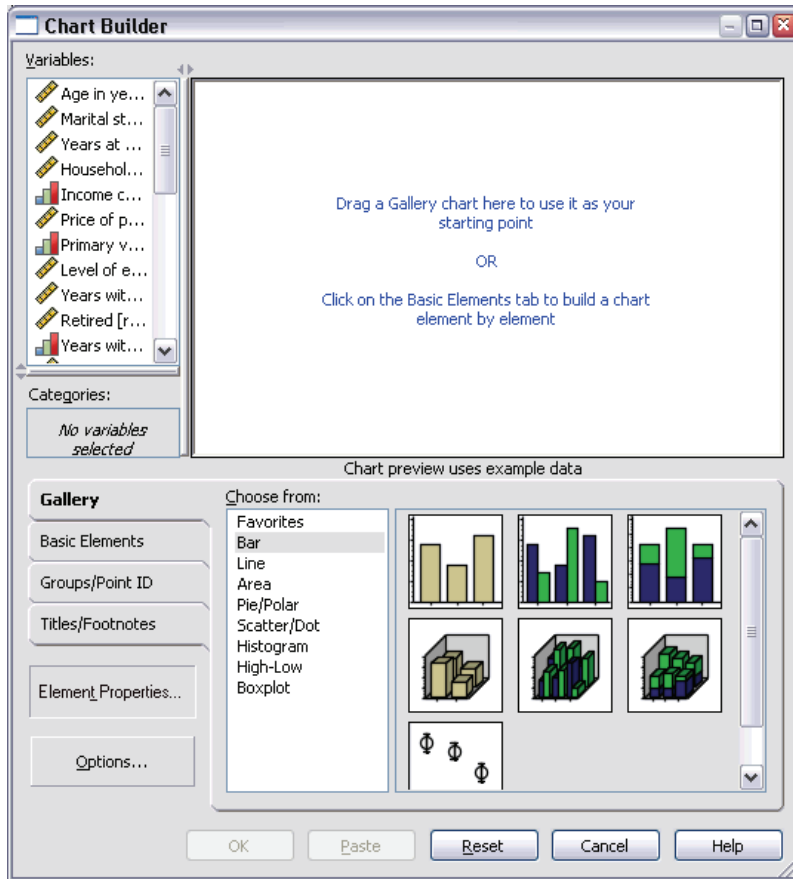 Chart Builder
Variables:
Age in ye...
Marital st...
Years at ...
Househol...
Income c...
Price of p...
Primary v...
Level of e...
Years wit...
Retired [r...
Years wit...
Drag a Gallery chart here to use it as your
starting point
OR
Click on the Basic Elements tab to build a chart
element by element
Categories:
No variables
selected
Chart preview uses example data
Gallery
Basic Elements
Groups/Point ID
Titles/Footnotes
Element Properties...
Options...
Choose from:
Favorites
Bar
Line
Area
Pie/Polar
Scatter/Dot
Histogram
High-Low
Boxplot
OK
Paste
Reset
Cancel
Help